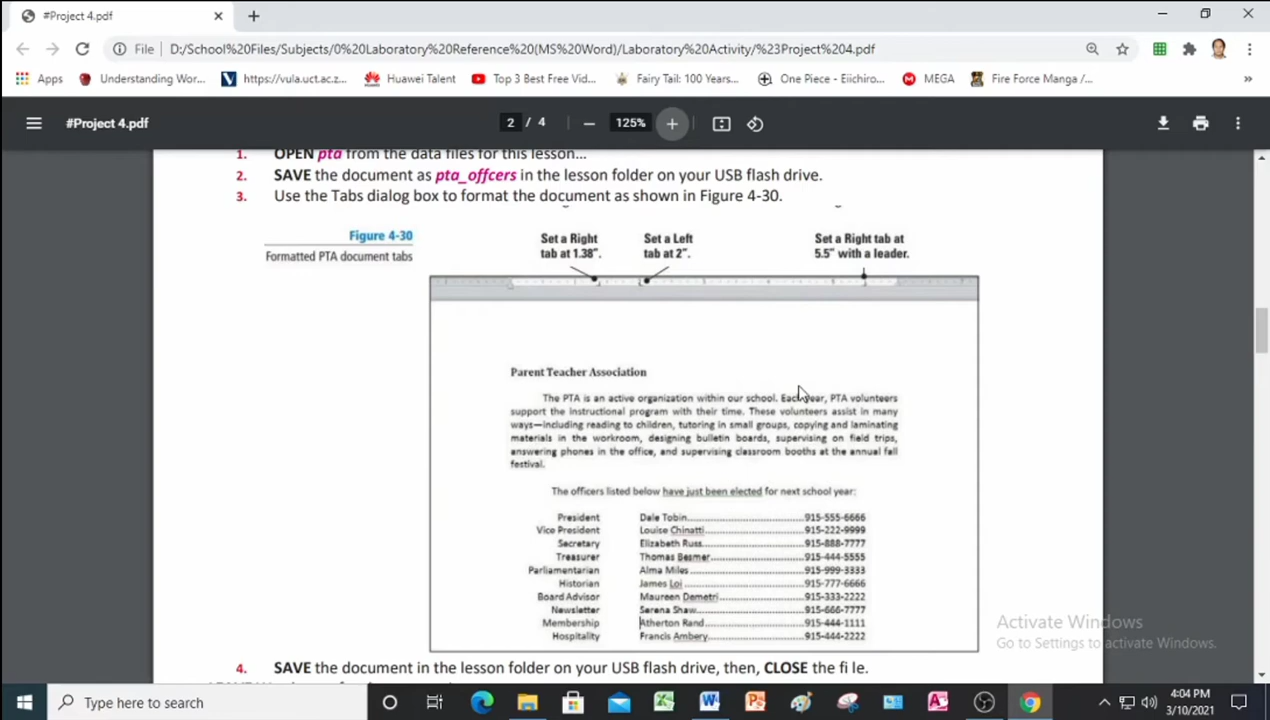 #Project 4.pdf
File D:/School%20Files/Subjects/0%20Laboratory%20Reference%20(MS%20Word)/Laboratory%20Activity/%23Project%204.pdf
Apps Understanding Wor... https://vula.uct.ac.z... Huawei Talent Top 3 Best Free Vid... Fairy Tail: 100 Years... One Piece - Eiichiro... MEGA Fire Force Manga /... »
#Project 4.pdf 2 / 4 125%
1. OPEN pta from the data files for this lesson...
2. SAVE the document as pta_offcers in the lesson folder on your USB flash drive.
3. Use the Tabs dialog box to format the document as shown in Figure 4-30.
Figure 4-30
Formatted PTA document tabs
Set a Right
tab at 1.38".
Set a Left
tab at 2".
Set a Right tab at
5.5" with a leader.
Parent Teacher Association
The PTA is an active organization within our school. Each year, PTA volunteers
support the instructional program with their time. These volunteers assist in many
ways—including reading to children, tutoring in small groups, copying and laminating
materials in the workroom, designing bulletin boards, supervising on field trips,
answering phones in the office, and supervising classroom booths at the annual fall
festival.
The officers listed below have just been elected for next school year:
President Dale Tobin...915-555-6666
Vice President Louise Chinatti...915-222-9999
Secretary Elizabeth Russ...915-888-7777
Treasurer Thomas Besmer...915-444-5555
Parliamentarian Alma Miles...915-999-3333
Historian James Loi...915-777-6666
Board Advisor Maureen Demetri...915-333-2222
Newsletter Serena Shaw...915-666-7777
Membership Atherton Rand...915-444-1111
Hospitality Francis Ambery...915-444-2222
4. SAVE the document in the lesson folder on your USB flash drive, then, CLOSE the fi le.
Activate Windows
Go to Settings to activate Windows.
Type here to search
4:04 PM
3/10/2021